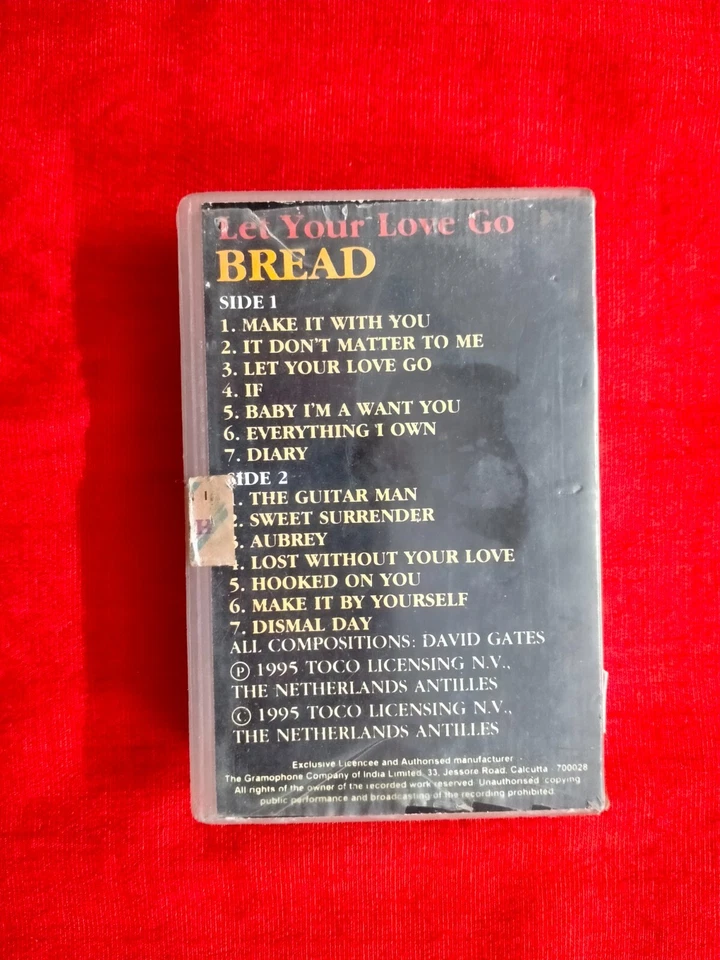 Let Your Love Go
BREAD
SIDE 1
1. MAKE IT WITH YOU
2. IT DON'T MATTER TO ME
3. LET YOUR LOVE GO
4. IF
5. BABY I'M A WANT YOU
6. EVERYTHING I OWN
7. DIARY
SIDE 2
1. THE GUITAR MAN
2. SWEET SURRENDER
3. AUBREY
4. LOST WITHOUT YOUR LOVE
5. HOOKED ON YOU
6. MAKE IT BY YOURSELF
7. DISMAL DAY
ALL COMPOSITIONS: DAVID GATES
Ⓟ 1995 TOCO LICENSING N.V.,
THE NETHERLANDS ANTILLES
© 1995 TOCO LICENSING N.V.,
THE NETHERLANDS ANTILLES
Exclusive Licencee and Authorised manufacturer
The Gramophone Company of India Limited, 33, Jessore Road, Calcutta - 700028
All rights of the owner of the recorded work reserved. Unauthorised copying
public performance and broadcasting of the recording prohibited.
H